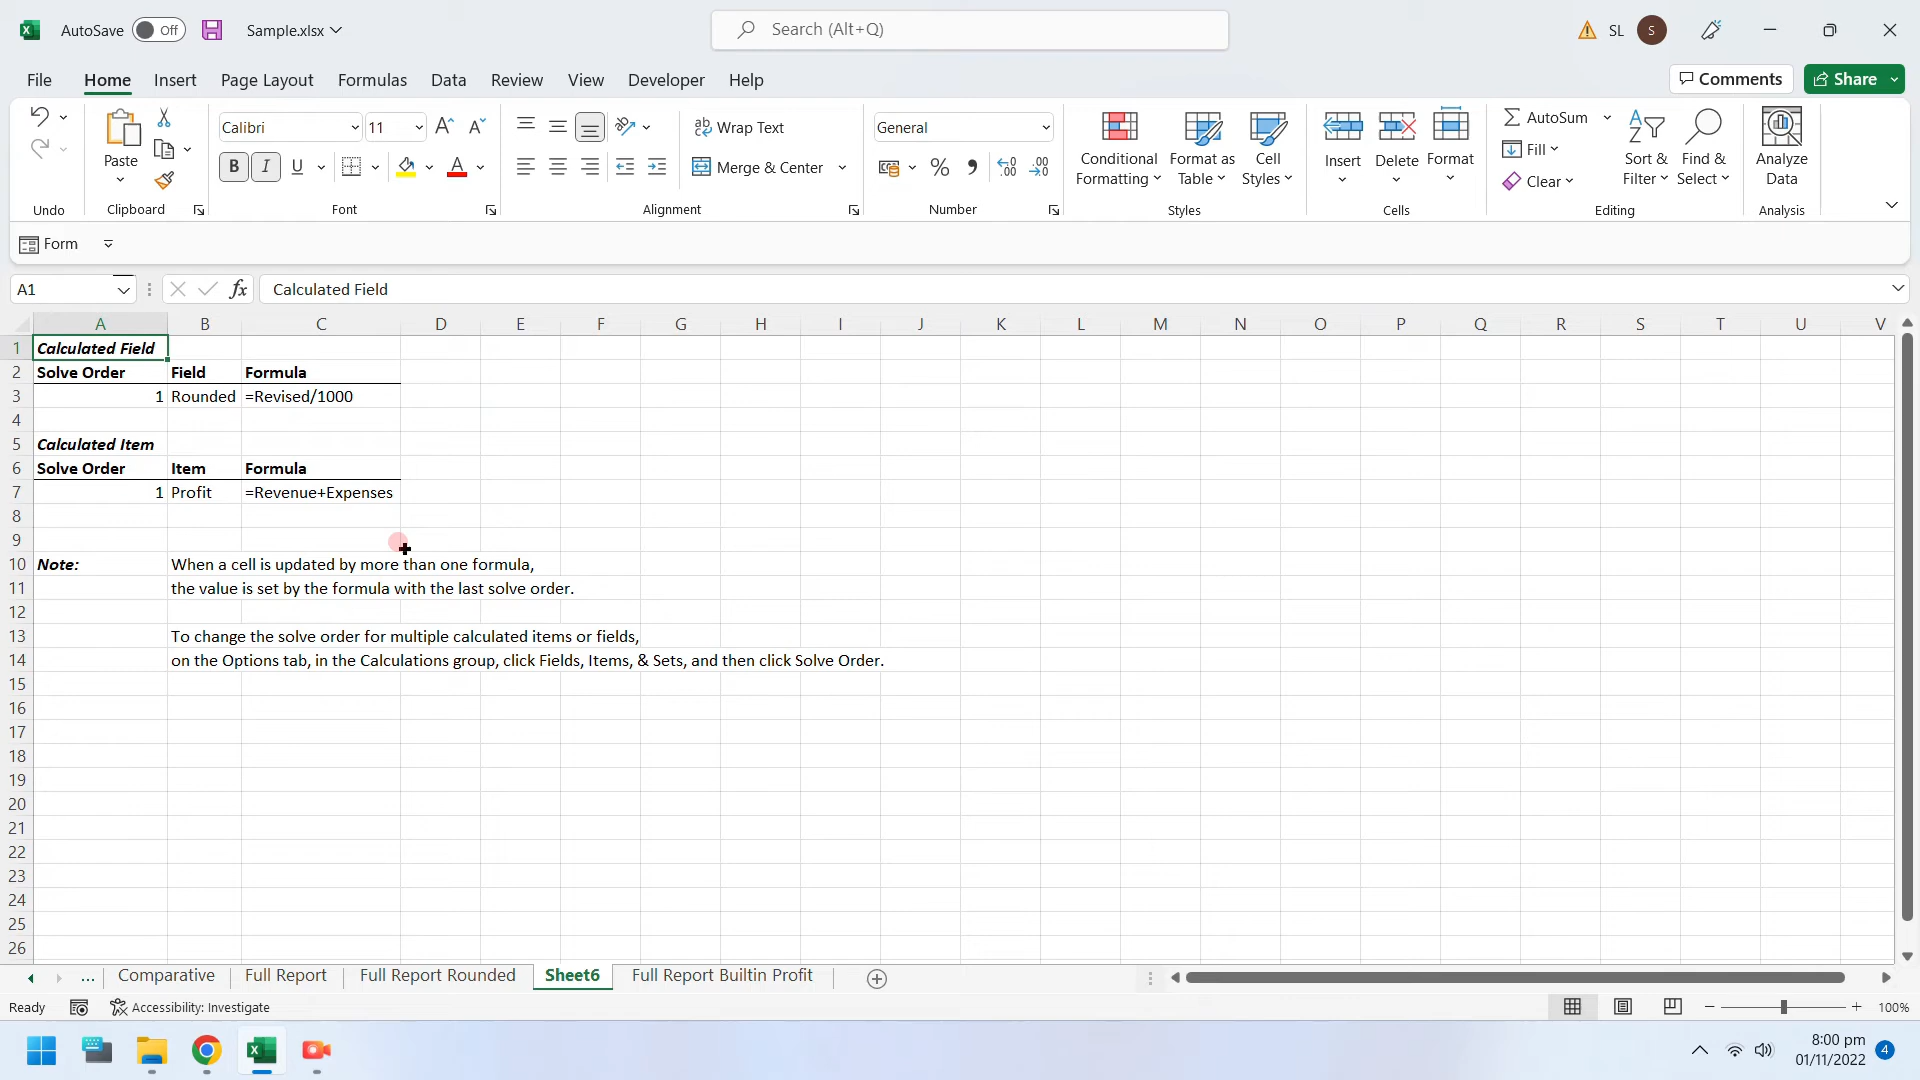 AutoSave Off Sample.xlsx Search (Alt+Q) SL S
File Home Insert Page Layout Formulas Data Review View Developer Help Comments Share
Undo
Paste
Clipboard
Calibri 11
B I U A
Font
Wrap Text
Merge & Center
Alignment
General
Number
Conditional Formatting
Format as Table
Cell Styles
Styles
Insert Delete Format
Cells
AutoSum
Fill
Clear
Sort & Filter
Find & Select
Editing
Analyze Data
Analysis
Form
A1 fx Calculated Field
A B C D E F G H I J K L M N O P Q R S T U V
1 Calculated Field
2 Solve Order Field Formula
3 1 Rounded =Revised/1000
4
5 Calculated Item
6 Solve Order Item Formula
7 1 Profit =Revenue+Expenses
8
9
10 Note: When a cell is updated by more than one formula,
11 the value is set by the formula with the last solve order.
12
13 To change the solve order for multiple calculated items or fields,
14 on the Options tab, in the Calculations group, click Fields, Items, & Sets, and then click Solve Order.
15
16
17
18
19
20
21
22
23
24
25
26
... Comparative Full Report Full Report Rounded Sheet6 Full Report Builtin Profit
Ready Accessibility: Investigate 100%
8:00 pm
01/11/2022 4